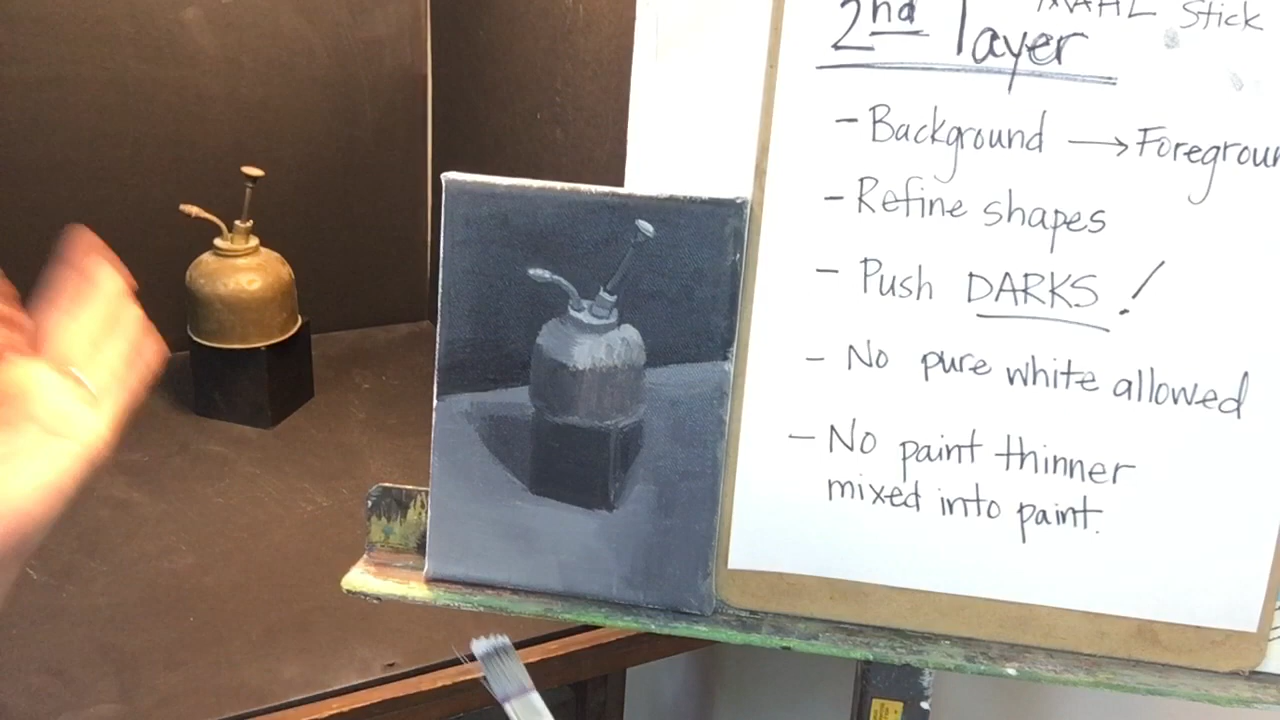 MAHL Stick
2nd layer
- Background → Foregroun
- Refine shapes
- Push DARKS !
- No pure white allowed
- No paint thinner
mixed into paint.